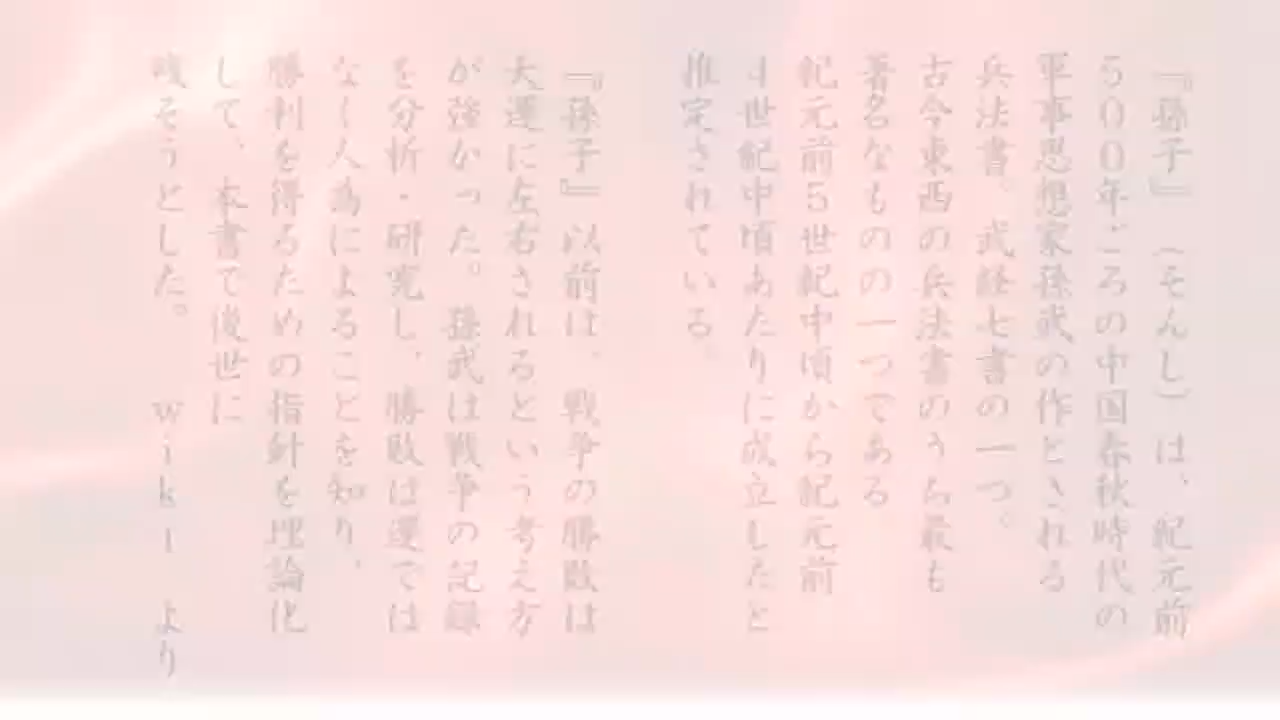 『孫子』（そんし）は、紀元前
５００年ごろの中国春秋時代の
軍事思想家孫武の作とされる
兵法書。武経七書の一つ。
古今東西の兵法書のうち最も
著名なものの一つである
紀元前５世紀中頃から紀元前
４世紀中頃あたりに成立したと
推定されている。
『孫子』以前は、戦争の勝敗は
天運に左右されるという考え方
が強かった。孫武は戦争の記録
を分析・研究し、勝敗は運では
なく人為によることを知り、
勝利を得るための指針を理論化
して、本書で後世に
残そうとした。　ｗｉｋｉ　より